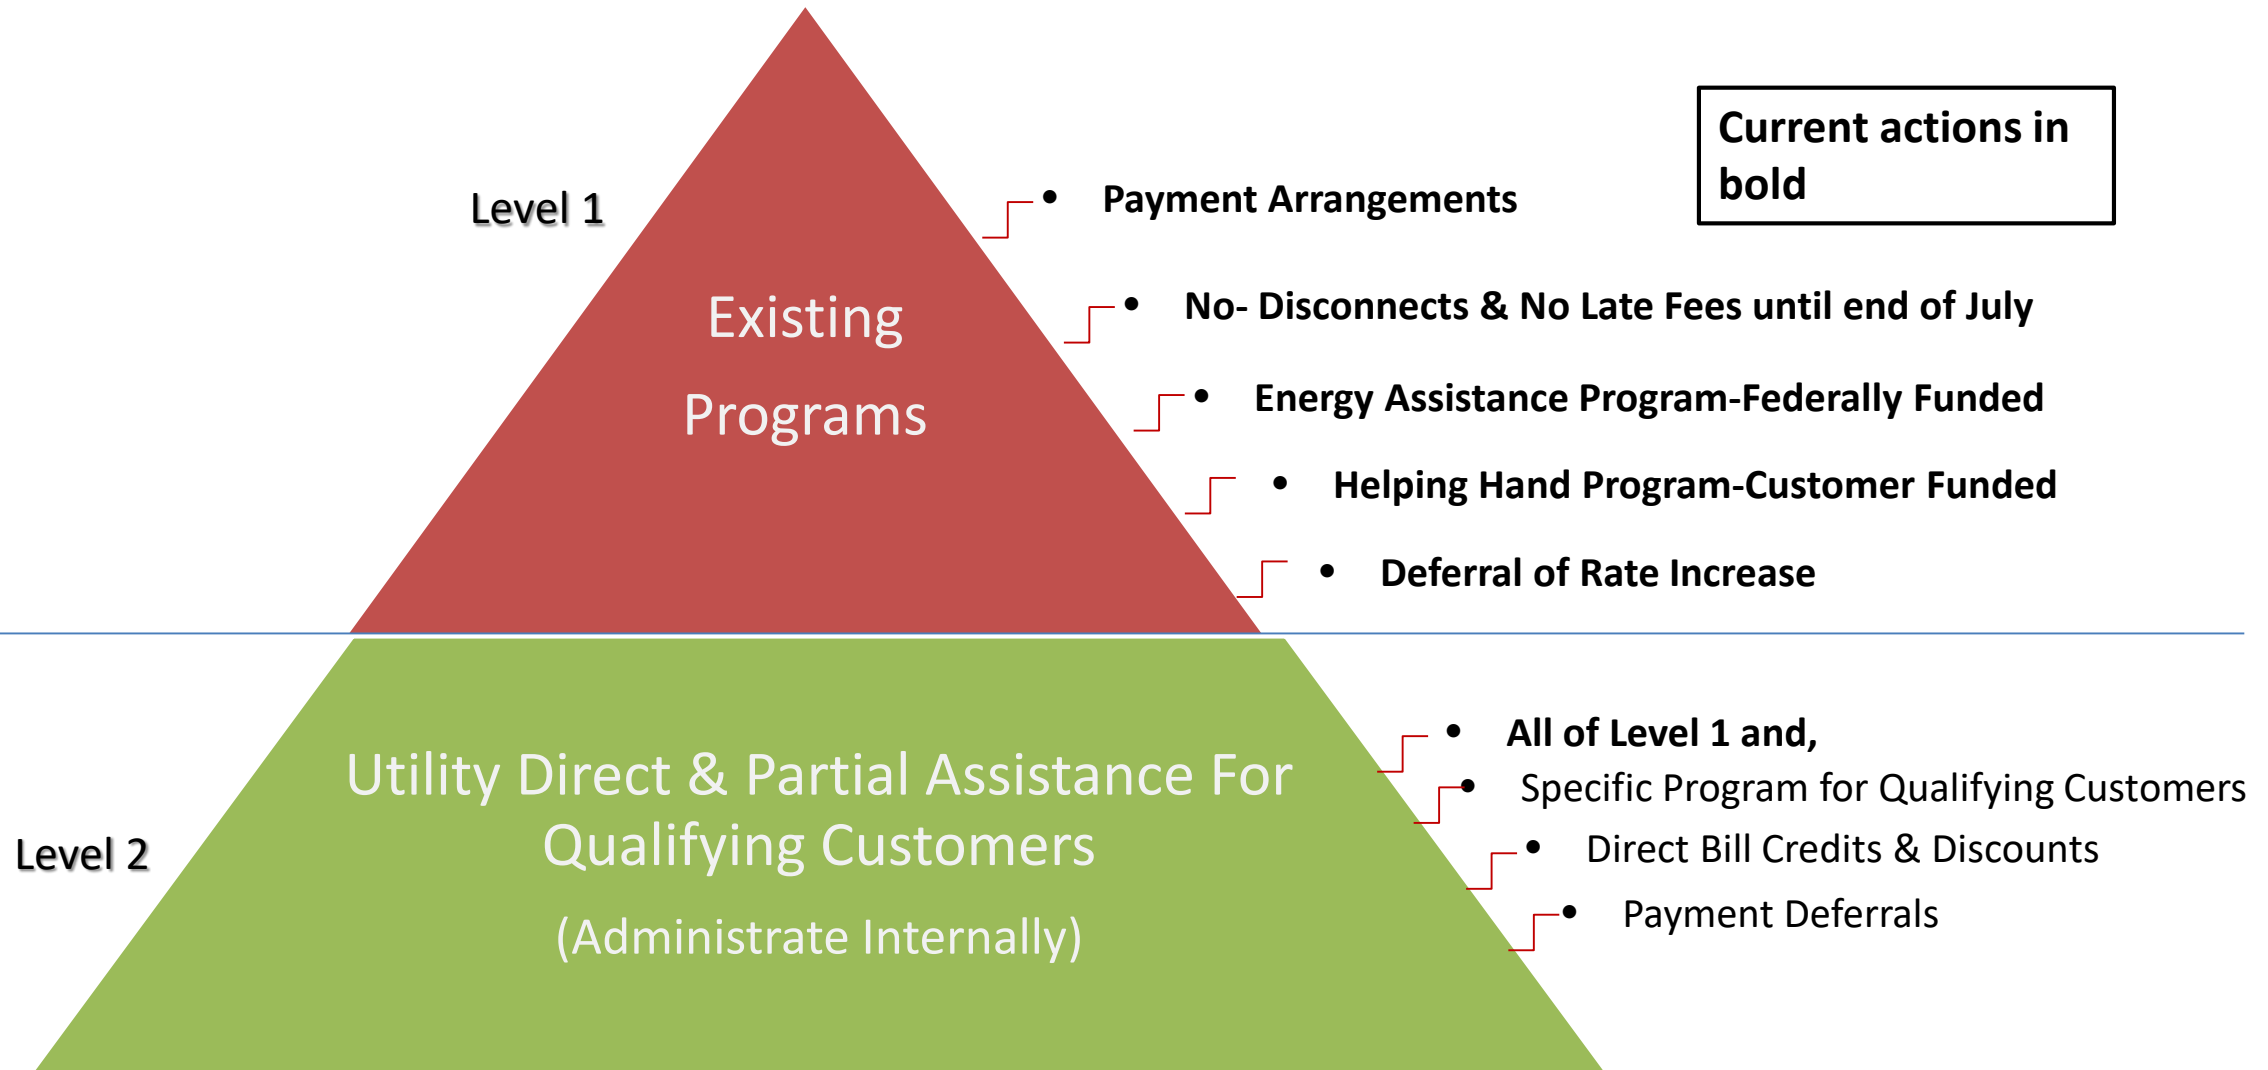 Current actions in
bold
Level 1
• Payment Arrangements
Existing
Programs
• No- Disconnects & No Late Fees until end of July
• Energy Assistance Program-Federally Funded
• Helping Hand Program-Customer Funded
• Deferral of Rate Increase
Level 2
Utility Direct & Partial Assistance For
Qualifying Customers
(Administrate Internally)
• All of Level 1 and,
• Specific Program for Qualifying Customers
• Direct Bill Credits & Discounts
• Payment Deferrals